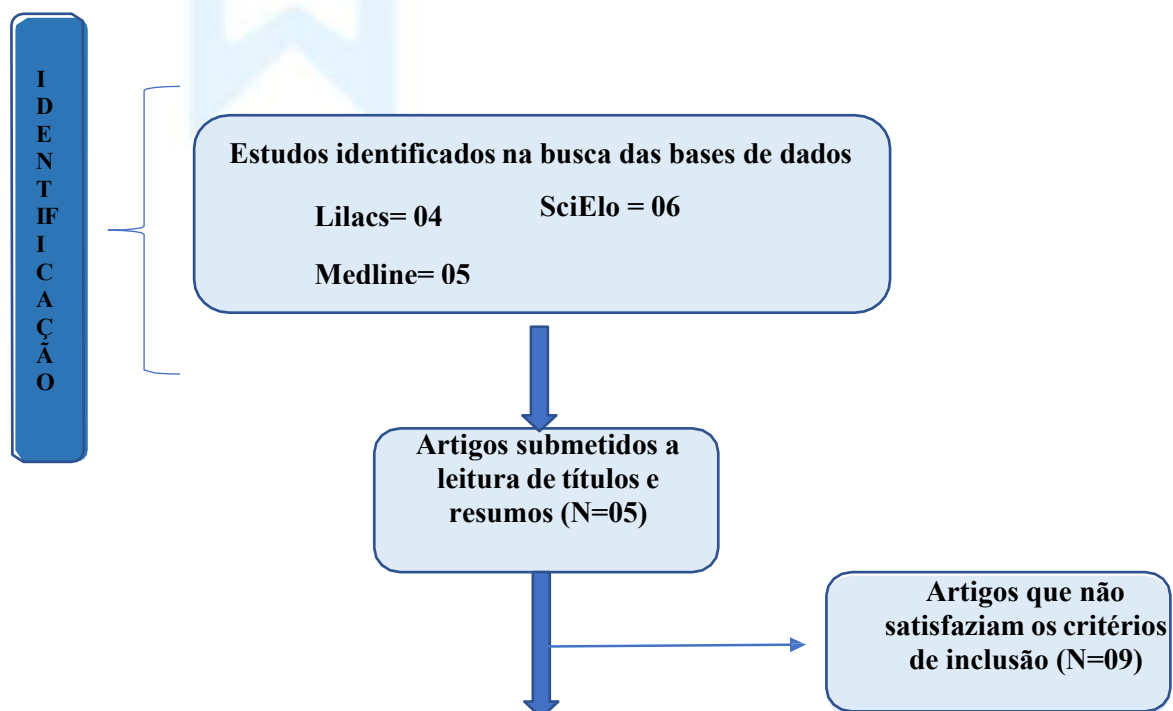 I
D
E
N
T
IF
I
C
A
Ç
Ã
O
Estudos identificados na busca das bases de dados
Lilacs= 04
SciElo = 06
Medline= 05
Artigos submetidos a
leitura de títulos e
resumos (N=05)
Artigos que não
satisfaziam os critérios
de inclusão (N=09)